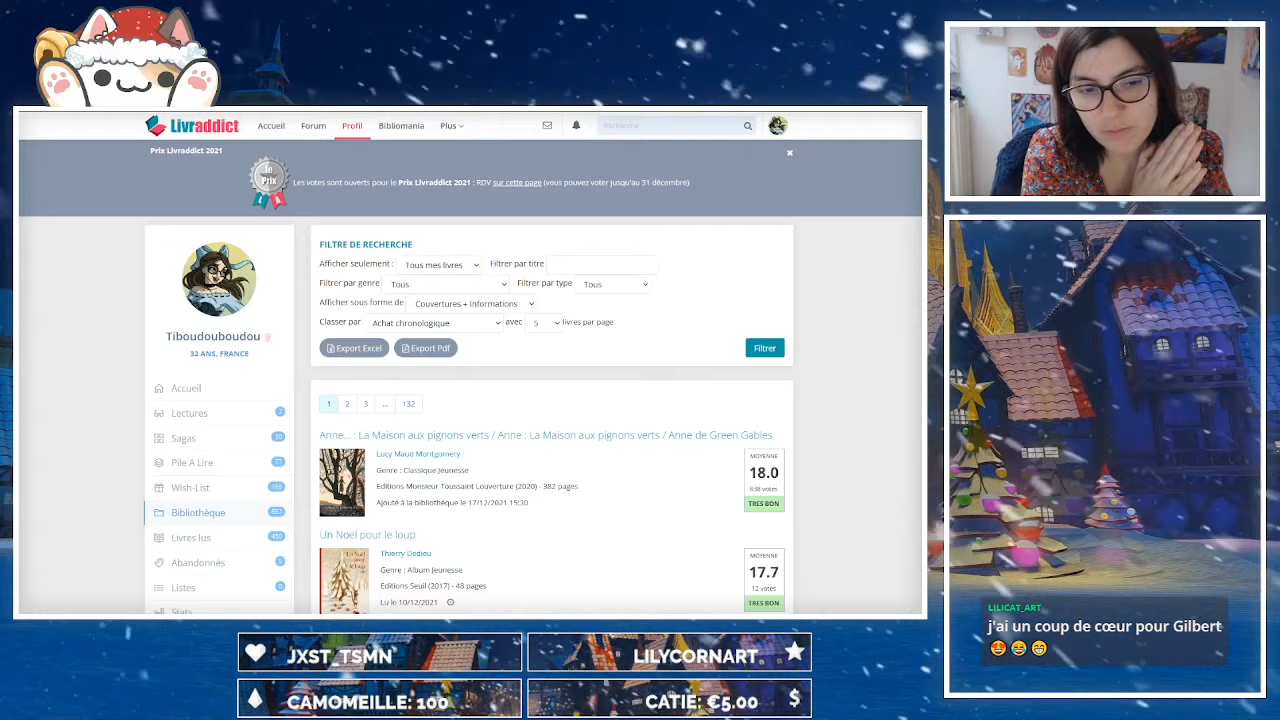 Livraddict
Accueil
Forum
Profil
Bibliomania
Plus
Recherche
Prix Livraddict 2021
Le
Prix
L A
Les votes sont ouverts pour le Prix Livraddict 2021 : RDV sur cette page (vous pouvez voter jusqu'au 31 décembre)
Tiboudouboudou
32 ANS, FRANCE
Accueil
Lectures
Sagas
Pile A Lire
Wish-List
Bibliothèque
Livres lus
Abandonnés
Listes
Stats
FILTRE DE RECHERCHE
Afficher seulement : Tous mes livres Filtrer par titre
Filtrer par genre Tous Filtrer par type Tous
Afficher sous forme de Couvertures + Informations
Classer par Achat chronologique avec 5 livres par page
Export Excel Export Pdf Filtrer
1 2 3 ... 132
Anne... : La Maison aux pignons verts / Anne : La Maison aux pignons verts / Anne de Green Gables
Lucy Maud Montgomery
Genre : Classique Jeunesse
Editions Monsieur Toussaint Louverture (2020) - 382 pages
Ajouté à la bibliothèque le 17/12/2021 15:30
MOYENNE
18.0
838 votes
TRES BON
Un Noël pour le loup
Thierry Dedieu
Genre : Album Jeunesse
Editions Seuil (2017) - 48 pages
Lu le 10/12/2021
MOYENNE
17.7
12 votes
TRES BON
LILICAT_ART
j'ai un coup de cœur pour Gilbert
😍😂😁
JXST_TSMN
LILYCORNART
CAMOMEILLE: 100
CATIE: €5.00
$